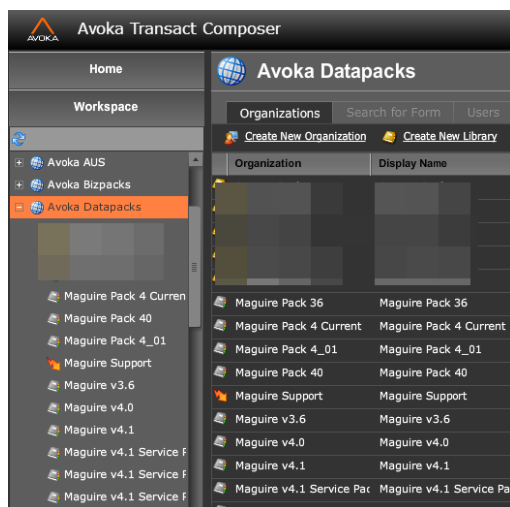 AVOKA
Avoka Transact Composer
Home
Workspace
Avoka AUS
Avoka Bizpacks
Avoka Datapacks
Maguire Pack 4 Curren
Maguire Pack 40
Maguire Pack 4_01
Maguire Support
Maguire v3.6
Maguire v4.0
Maguire v4.1
Maguire v4.1 Service P
Maguire v4.1 Service P
Maguire v4.1 Service P
Avoka Datapacks
Organizations Search for Form Users
Create New Organization Create New Library
Organization Display Name
Maguire Pack 36 Maguire Pack 36
Maguire Pack 4 Current Maguire Pack 4 Current
Maguire Pack 4_01 Maguire Pack 4_01
Maguire Pack 40 Maguire Pack 40
Maguire Support Maguire Support
Maguire v3.6 Maguire v3.6
Maguire v4.0 Maguire v4.0
Maguire v4.1 Maguire v4.1
Maguire v4.1 Service Pac Maguire v4.1 Service Pa